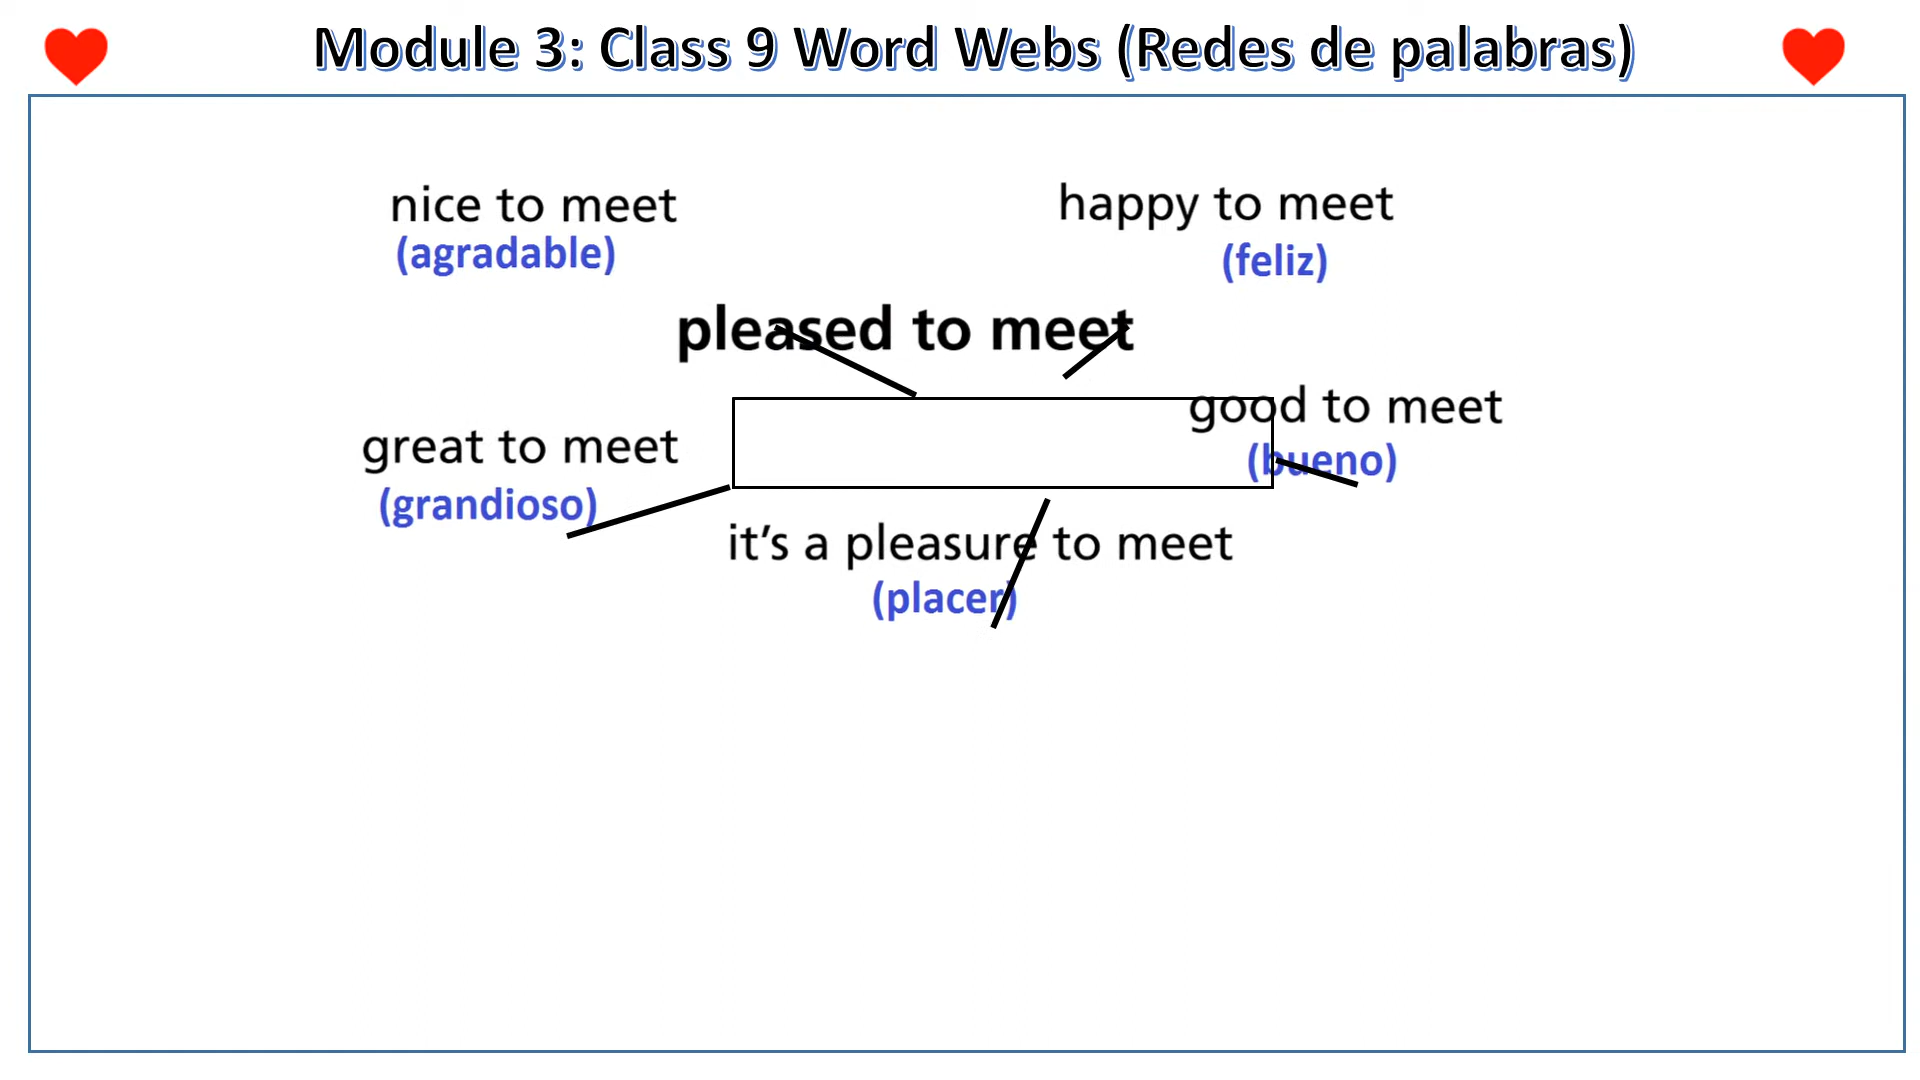 Module 3: Class 9 Word Webs (Redes de palabras)
nice to meet
(agradable)
happy to meet
(feliz)
pleased to meet
good to meet
(bueno)
great to meet
(grandioso)
it’s a pleasure to meet
(placer)